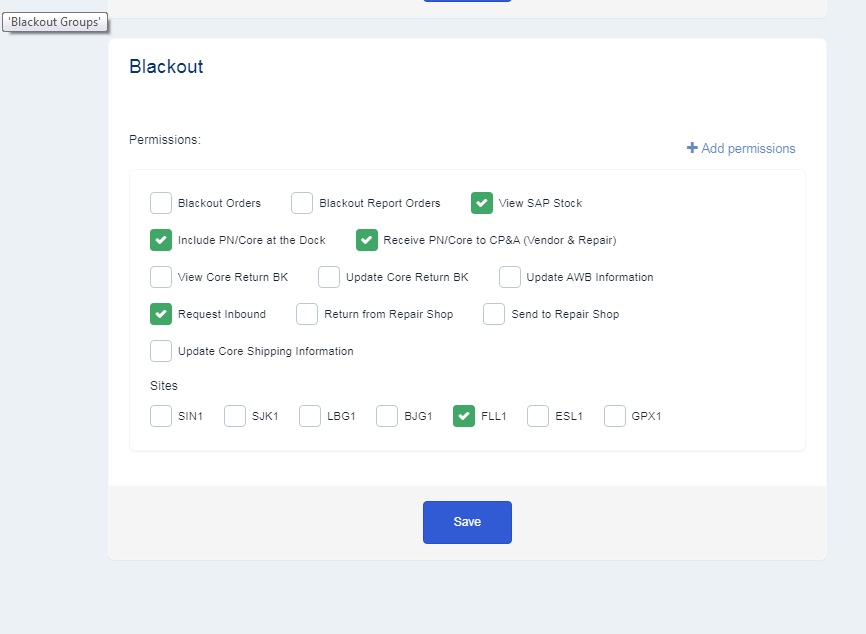 'Blackout Groups'
Blackout
Permissions:
+ Add permissions
Blackout Orders Blackout Report Orders View SAP Stock
Include PN/Core at the Dock Receive PN/Core to CP&A (Vendor & Repair)
View Core Return BK Update Core Return BK Update AWB Information
Request Inbound Return from Repair Shop Send to Repair Shop
Update Core Shipping Information
Sites
SIN1 SJK1 LBG1 BJG1 FLL1 ESL1 GPX1
Save